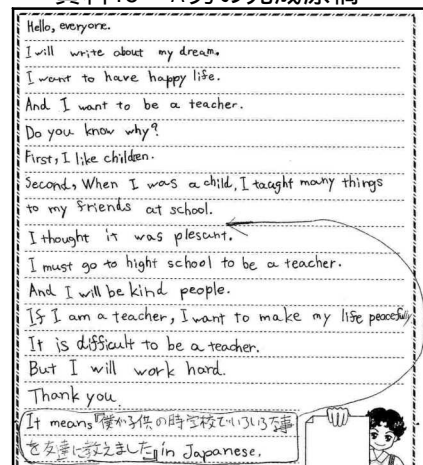 Hello, everyone.
I will write about my dream.
I want to have happy life.
And I want to be a teacher.
Do you know why?
First, I like children.
Second, When I was a child, I taught many things
to my friends at school.
I thought it was plesant.
I must go to hight school to be a teacher.
And I will be kind people.
If I am a teacher, I want to make my life peacefully
It is difficult to be a teacher.
But I will work hard.
Thank you.
It means『僕が子供の時学校でいろいろな事
を友達に教えました』in Japanese.